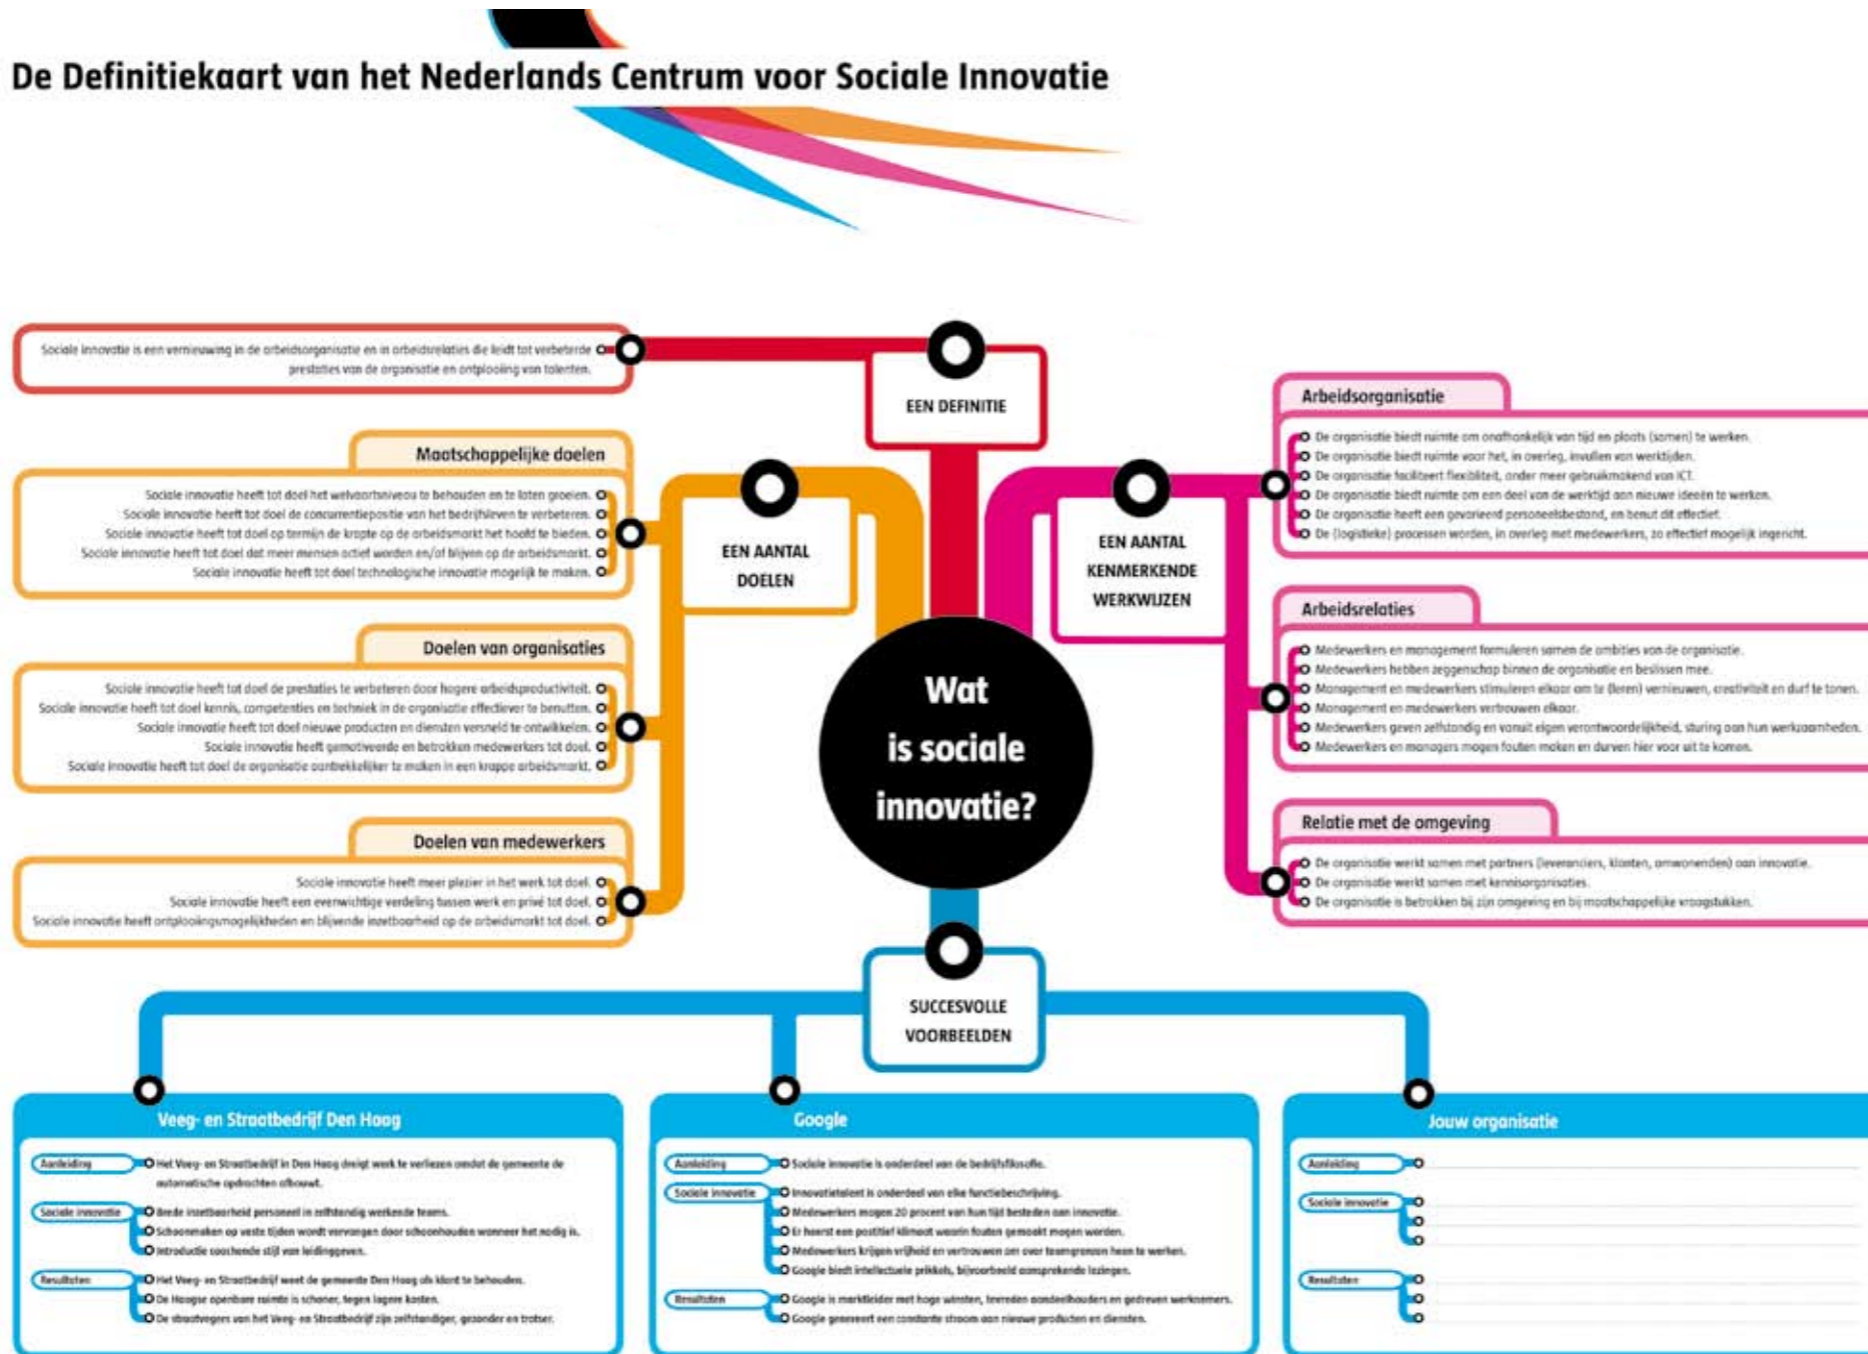 De Definitiekaart van het Nederlands Centrum voor Sociale Innovatie
Sociale innovatie is een vernieuwing in de arbeidsorganisatie en in arbeidsrelaties die leidt tot verbeterde
prestaties van de organisatie en ontplooiing van talenten.
EEN DEFINITIE
Maatschappelijke doelen
Sociale innovatie heeft tot doel het welvaartsniveau te behouden en te laten groeien.
Sociale innovatie heeft tot doel de concurrentiepositie van het bedrijfsleven te verbeteren.
Sociale innovatie heeft tot doel op termijn de krapte op de arbeidsmarkt het hoofd te bieden.
Sociale innovatie heeft tot doel dat meer mensen actief worden en/of blijven op de arbeidsmarkt.
Sociale innovatie heeft tot doel technologische innovatie mogelijk te maken.
Doelen van organisaties
Sociale innovatie heeft tot doel de prestaties te verbeteren door hogere arbeidsproductiviteit.
Sociale innovatie heeft tot doel kennis, competenties en techniek in de organisatie effectiever te benutten.
Sociale innovatie heeft tot doel nieuwe producten en diensten versneld te ontwikkelen.
Sociale innovatie heeft gemotiveerde en betrokken medewerkers tot doel.
Sociale innovatie heeft tot doel de organisatie aantrekkelijker te maken in een krappe arbeidsmarkt.
Doelen van medewerkers
Sociale innovatie heeft meer plezier in het werk tot doel.
Sociale innovatie heeft een evenwichtige verdeling tussen werk en privé tot doel.
Sociale innovatie heeft ontplooiingsmogelijkheden en blijvende inzetbaarheid op de arbeidsmarkt tot doel.
EEN AANTAL
DOELEN
Wat
is sociale
innovatie?
EEN AANTAL
KENMERKENDE
WERKWIJZEN
Arbeidsorganisatie
De organisatie biedt ruimte om onafhankelijk van tijd en plaats (samen) te werken.
De organisatie biedt ruimte voor het, in overleg, invullen van werktijden.
De organisatie faciliteert flexibliteit, onder meer gebruikmakend van ICT.
De organisatie biedt ruimte om een deel van de werktijd aan nieuwe ideeën te werken.
De organisatie heeft een gevarieerd personeelsbestand, en benut dit effectief.
De (logistieke) processen worden, in overleg met medewerkers, zo effectief mogelijk ingericht.
Arbeidsrelaties
Medewerkers en management formuleren samen de ambities van de organisatie.
Medewerkers hebben zeggenschap binnen de organisatie en beslissen mee.
Management en medewerkers stimuleren elkaar om te (leren) vernieuwen, creativiteit en durf te tonen.
Management en medewerkers vertrouwen elkaar.
Medewerkers geven zelfstandig en vanuit eigen verantwoordelijkheid, sturing aan hun werkzaamheden.
Medewerkers en managers mogen fouten maken en durven hier voor uit te komen.
Relatie met de omgeving
De organisatie werkt samen met partners (leveranciers, klanten, omwonenden) aan innovatie.
De organisatie werkt samen met kennisorganisaties.
De organisatie is betrokken bij zijn omgeving en bij maatschappelijke vraagstukken.
SUCCESVOLLE
VOORBEELDEN
Veeg- en Straatbedrijf Den Haag
Aanleiding
Het Veeg- en Straatbedrijf in Den Haag dreigt werk te verliezen omdat de gemeente de
automatische opdrachten afbouwt.
Sociale innovatie
Brede inzetbaarheid personeel in zelfstandig werkende teams.
Schoonmaken op vaste tijden wordt vervangen door schoonhouden wanneer het nodig is.
Introductie coachende stijl van leidinggeven.
Resultaten
Het Veeg- en Straatbedrijf weet de gemeente Den Haag als klant te behouden.
De Haagse openbare ruimte is schoner, tegen lagere kosten.
De straatvegers van het Veeg- en Straatbedrijf zijn zelfstandiger, gezonder en trotser.
Google
Aanleiding
Sociale innovatie is onderdeel van de bedrijfsfilosofie.
Sociale innovatie
Innovatietalent is onderdeel van elke functiebeschrijving.
Medewerkers mogen 20 procent van hun tijd besteden aan innovatie.
Er heerst een postitief klimaat waarin fouten gemaakt mogen worden.
Medewerkers krijgen vrijheid en vertrouwen om over teamgrenzen heen te werken.
Google biedt intellectuele prikkels, bijvoorbeeld aansprekende lezingen.
Resultaten
Google is marktleider met hoge winsten, tevreden aandeelhouders en gedreven werknemers.
Google genereert een constante stroom aan nieuwe producten en diensten.
Jouw organisatie
Aanleiding
Sociale innovatie
Resultaten